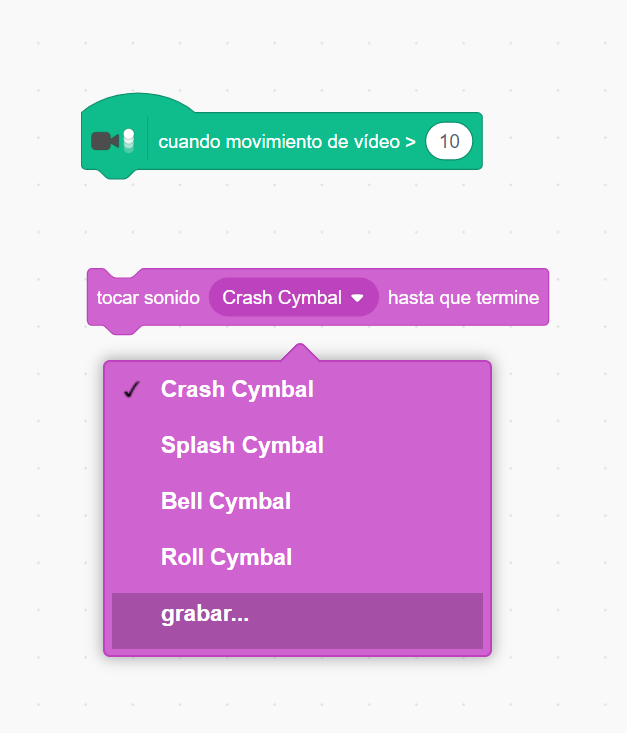 cuando movimiento de vídeo > 10
tocar sonido Crash Cymbal hasta que termine
Crash Cymbal
Splash Cymbal
Bell Cymbal
Roll Cymbal
grabar...